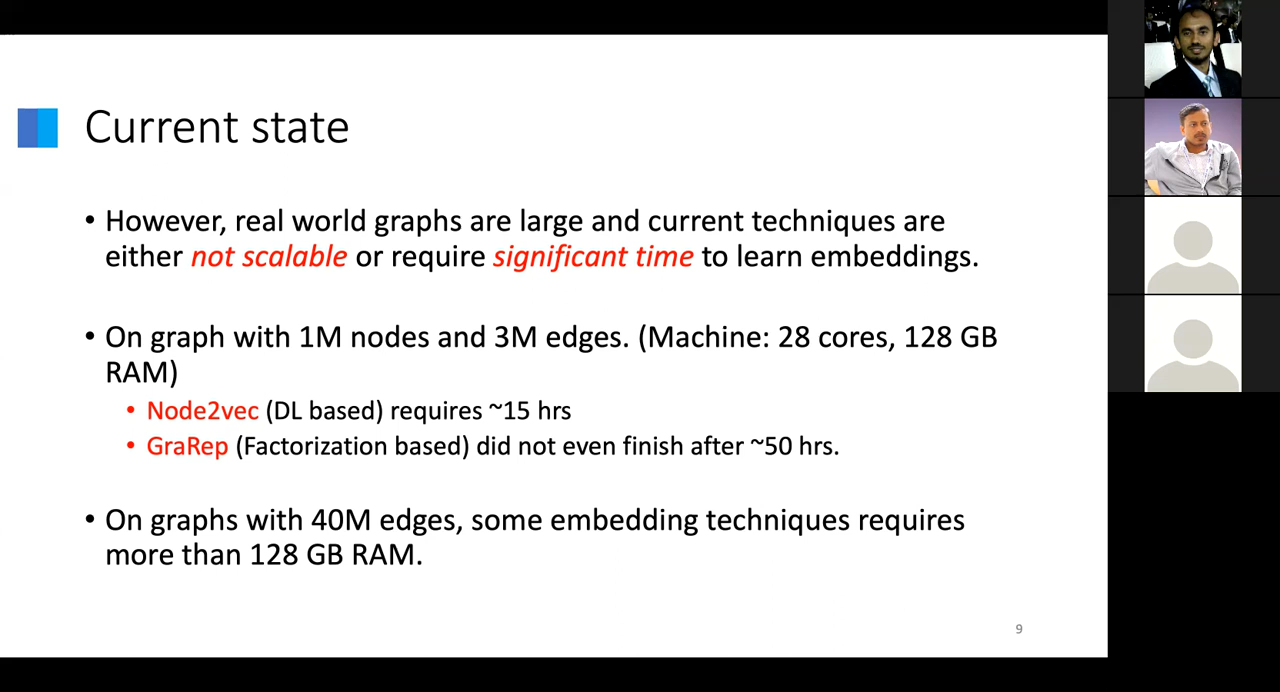 Current state
• However, real world graphs are large and current techniques are
either not scalable or require significant time to learn embeddings.
• On graph with 1M nodes and 3M edges. (Machine: 28 cores, 128 GB
RAM)
• Node2vec (DL based) requires ~15 hrs
• GraRep (Factorization based) did not even finish after ~50 hrs.
• On graphs with 40M edges, some embedding techniques requires
more than 128 GB RAM.
9